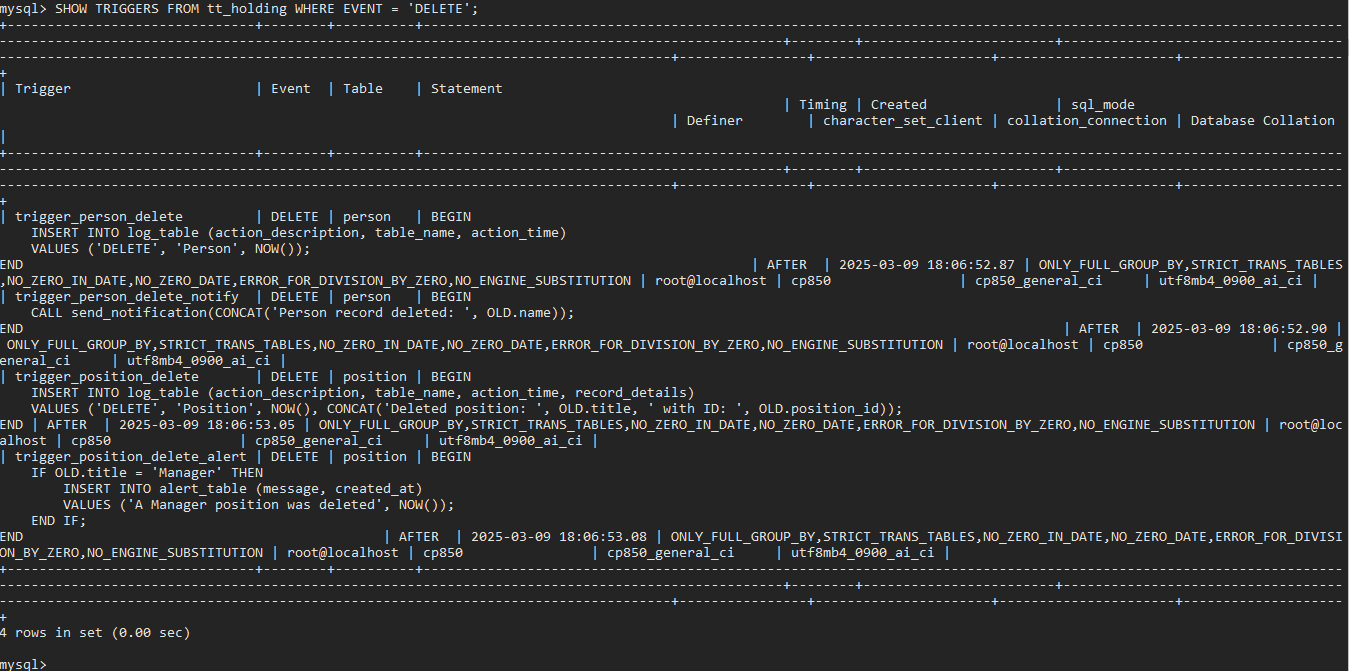 mysql> SHOW TRIGGERS FROM tt_holding WHERE EVENT = 'DELETE';
+-------------------------------+---------+----------+-------------------------------------------------------------------------------------------------------------------
--------------------------------------------------------------------------------------------------+--------+------------------------+-----------------------------------
------------------------------------------------------------------------------------+----------------+----------------------+----------------------+--------------------
+
| Trigger                       | Event   | Table    | Statement
                                                                                                  | Timing | Created                | sql_mode
                                                                                    | Definer        | character_set_client | collation_connection | Database Collation
|
+-------------------------------+---------+----------+-------------------------------------------------------------------------------------------------------------------
--------------------------------------------------------------------------------------------------+--------+------------------------+-----------------------------------
------------------------------------------------------------------------------------+----------------+----------------------+----------------------+--------------------
+
| trigger_person_delete         | DELETE | person   | BEGIN
    INSERT INTO log_table (action_description, table_name, action_time)
    VALUES ('DELETE', 'Person', NOW());
END                                                                                           | AFTER  | 2025-03-09 18:06:52.87 | ONLY_FULL_GROUP_BY,STRICT_TRANS_TABLES
,NO_ZERO_IN_DATE,NO_ZERO_DATE,ERROR_FOR_DIVISION_BY_ZERO,NO_ENGINE_SUBSTITUTION | root@localhost | cp850                | cp850_general_ci     | utf8mb4_0900_ai_ci |
| trigger_person_delete_notify  | DELETE | person   | BEGIN
    CALL send_notification(CONCAT('Person record deleted: ', OLD.name));
END                                                                                                                                  | AFTER  | 2025-03-09 18:06:52.90 |
 ONLY_FULL_GROUP_BY,STRICT_TRANS_TABLES,NO_ZERO_IN_DATE,NO_ZERO_DATE,ERROR_FOR_DIVISION_BY_ZERO,NO_ENGINE_SUBSTITUTION | root@localhost | cp850                | cp850_g
eneral_ci     | utf8mb4_0900_ai_ci |
| trigger_position_delete       | DELETE | position | BEGIN
    INSERT INTO log_table (action_description, table_name, action_time, record_details)
    VALUES ('DELETE', 'Position', NOW(), CONCAT('Deleted position: ', OLD.title, ' with ID: ', OLD.position_id));
END | AFTER  | 2025-03-09 18:06:53.05 | ONLY_FULL_GROUP_BY,STRICT_TRANS_TABLES,NO_ZERO_IN_DATE,NO_ZERO_DATE,ERROR_FOR_DIVISION_BY_ZERO,NO_ENGINE_SUBSTITUTION | root@loc
alhost | cp850                | cp850_general_ci     | utf8mb4_0900_ai_ci |
| trigger_position_delete_alert | DELETE | position | BEGIN
    IF OLD.title = 'Manager' THEN
        INSERT INTO alert_table (message, created_at)
        VALUES ('A Manager position was deleted', NOW());
    END IF;
END                                             | AFTER  | 2025-03-09 18:06:53.08 | ONLY_FULL_GROUP_BY,STRICT_TRANS_TABLES,NO_ZERO_IN_DATE,NO_ZERO_DATE,ERROR_FOR_DIVISI
ON_BY_ZERO,NO_ENGINE_SUBSTITUTION | root@localhost | cp850                | cp850_general_ci     | utf8mb4_0900_ai_ci |
+-------------------------------+---------+----------+-------------------------------------------------------------------------------------------------------------------
--------------------------------------------------------------------------------------------------+--------+------------------------+-----------------------------------
------------------------------------------------------------------------------------+----------------+----------------------+----------------------+--------------------
+
4 rows in set (0.00 sec)
mysql>